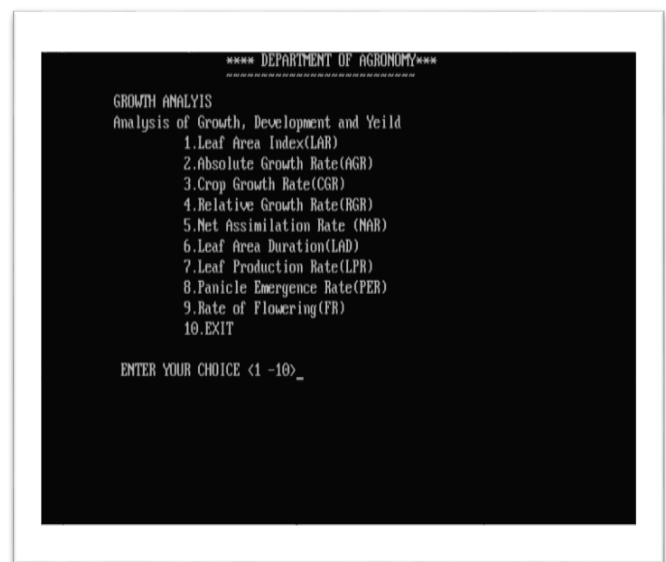 **** DEPARTMENT OF AGRONOMY***
~~~~~~~~~~~~~~~~~~~~~~~~~~~
GROWTH ANALYIS
Analysis of Growth, Development and Yeild
1.Leaf Area Index(LAR)
2.Absolute Growth Rate(AGR)
3.Crop Growth Rate(CGR)
4.Relative Growth Rate(RGR)
5.Net Assimilation Rate (NAR)
6.Leaf Area Duration(LAD)
7.Leaf Production Rate(LPR)
8.Panicle Emergence Rate(PER)
9.Rate of Flowering(FR)
10.EXIT
ENTER YOUR CHOICE <1 -10>_